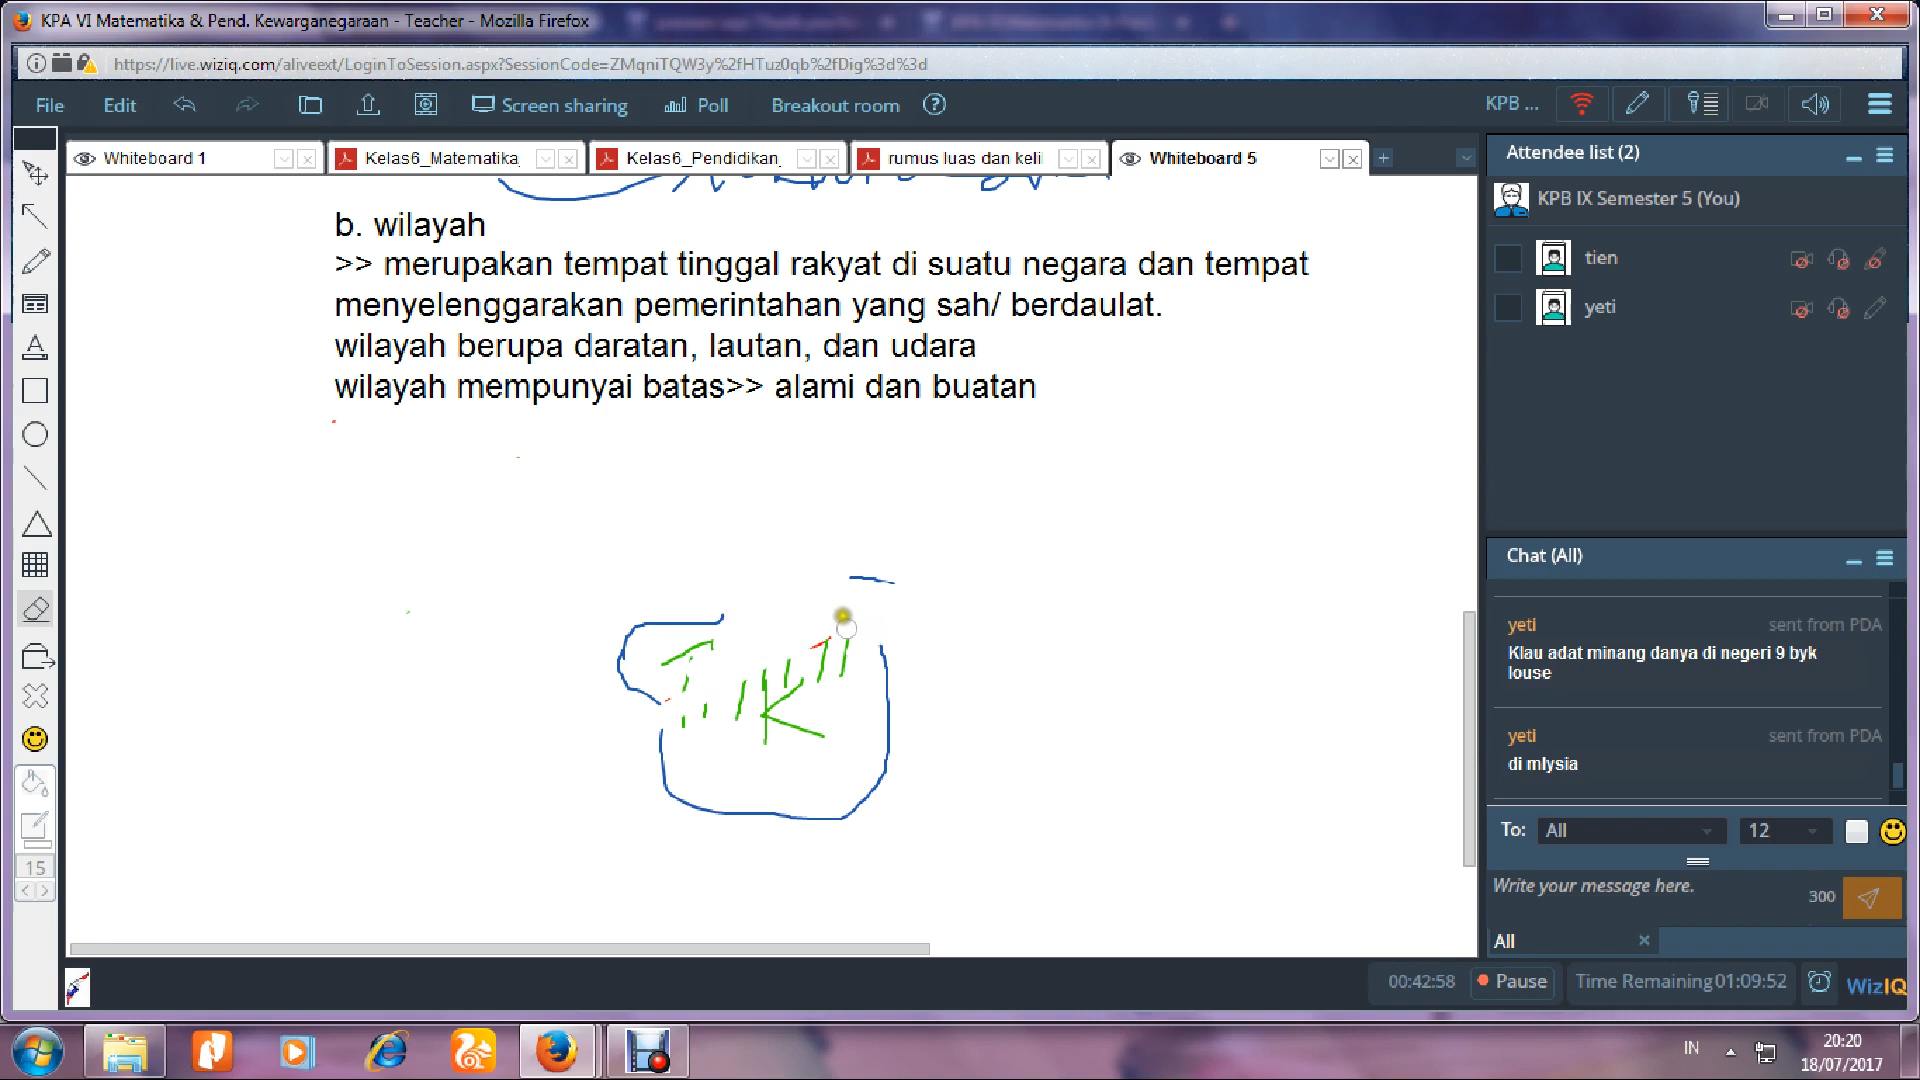 KPA VI Matematika & Pend. Kewarganegaraan - Teacher - Mozilla Firefox
https://live.wiziq.com/aliveext/LoginToSession.aspx?SessionCode=ZMqniTQW3y%2fHTuz0qb%2fDig%3d%3d
File Edit Screen sharing Poll Breakout room ? KPB ...
Whiteboard 1 Kelas6_Matematika_ Kelas6_Pendidikan_ rumus luas dan keli Whiteboard 5
b. wilayah
>> merupakan tempat tinggal rakyat di suatu negara dan tempat
menyelenggarakan pemerintahan yang sah/ berdaulat.
wilayah berupa daratan, lautan, dan udara
wilayah mempunyai batas>> alami dan buatan
K
15
Attendee list (2)
KPB IX Semester 5 (You)
tien
yeti
Chat (All)
yeti sent from PDA
Klau adat minang danya di negeri 9 byk
louse
yeti sent from PDA
di mlysia
To: All 12
Write your message here. 300
All
00:42:58 Pause Time Remaining 01:09:52 WizIQ
IN 20:20
18/07/2017